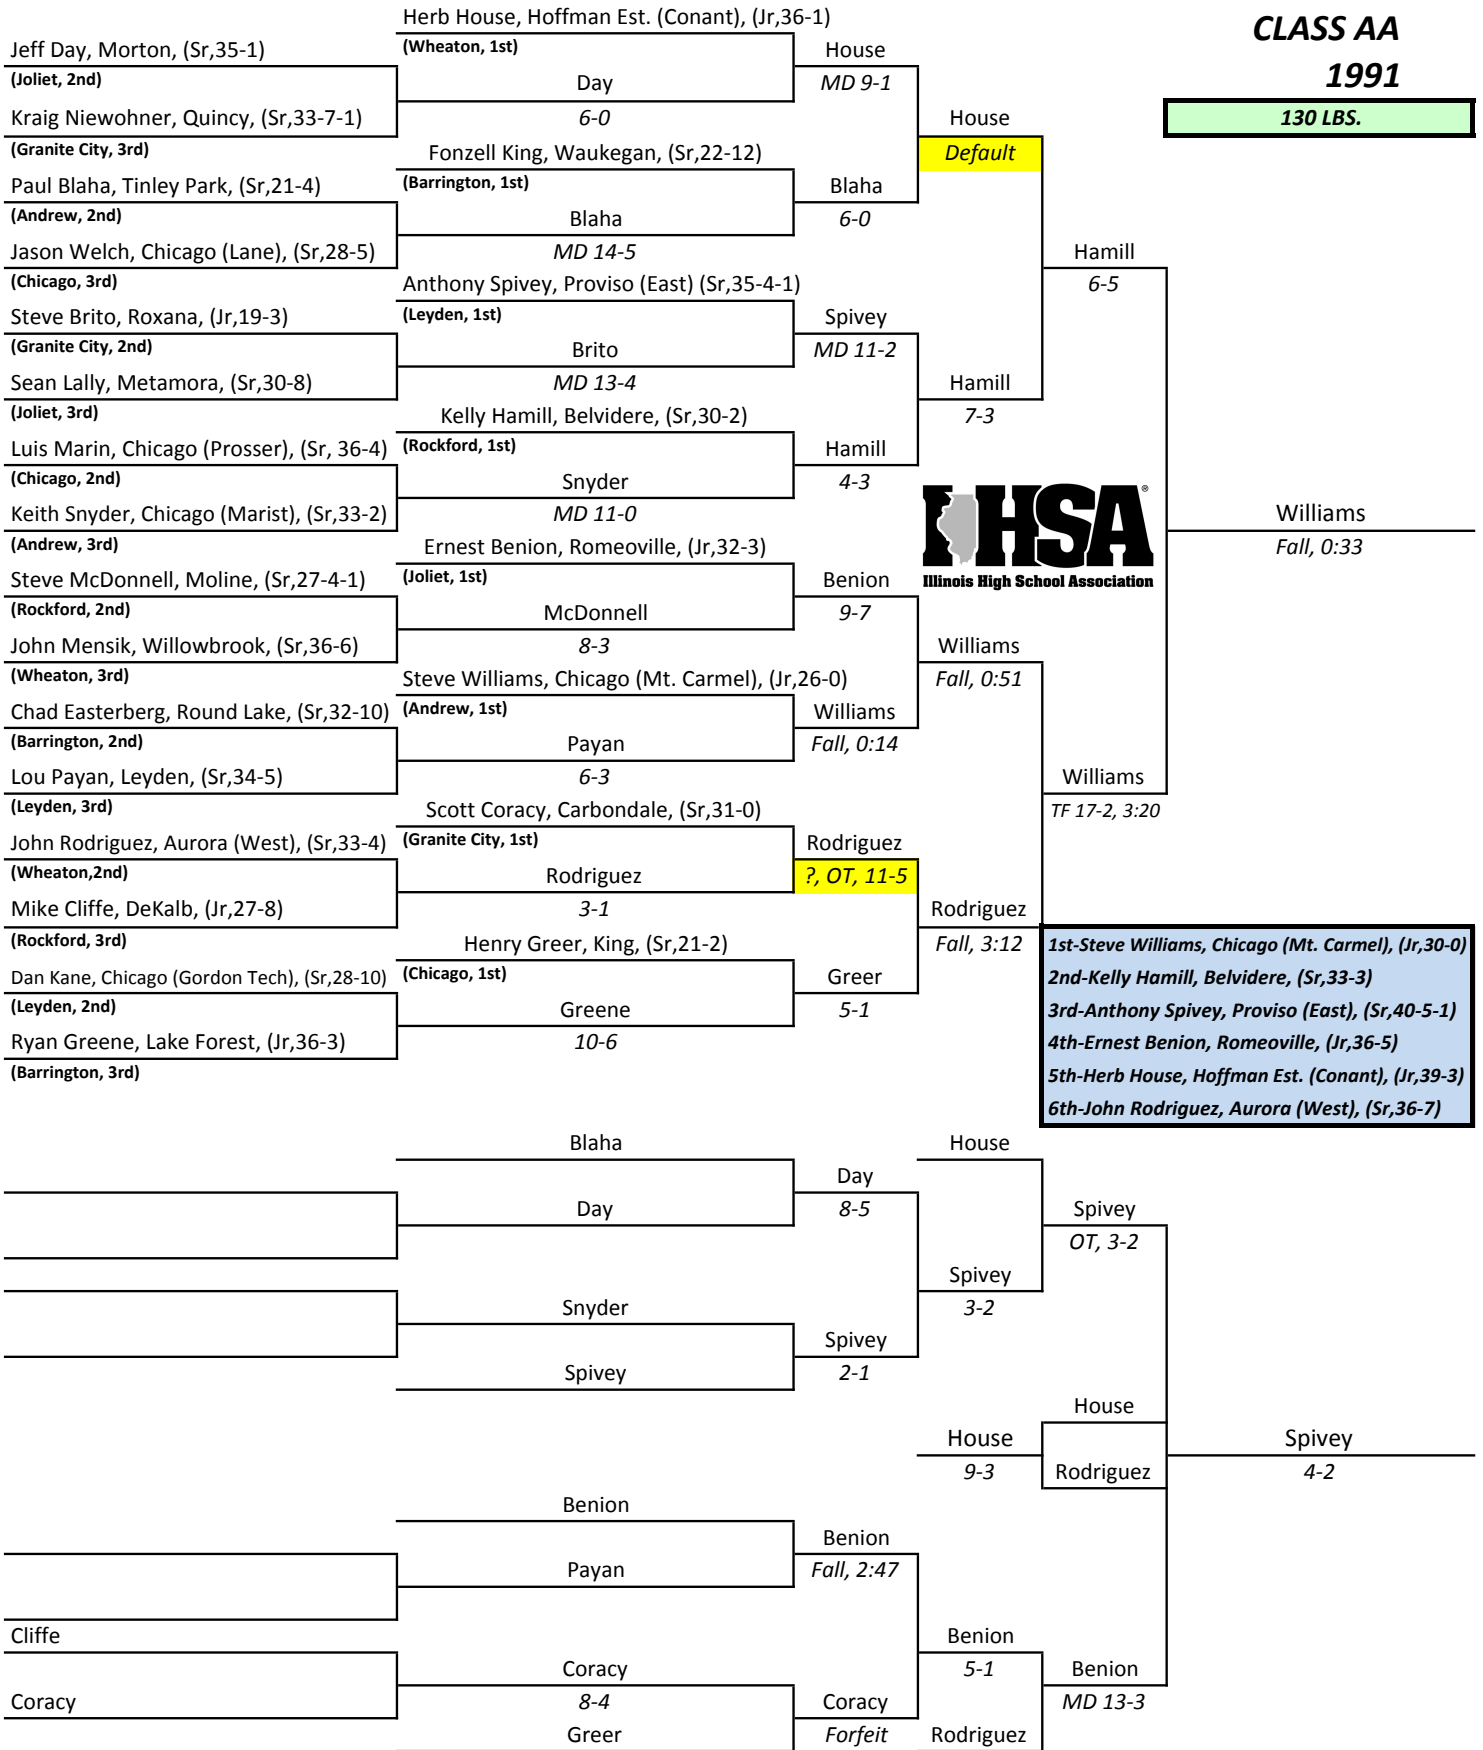 CLASS AA
1991
130 LBS.
Jeff Day, Morton, (Sr,35-1)
(Joliet, 2nd)
Kraig Niewohner, Quincy, (Sr,33-7-1)
(Granite City, 3rd)
Paul Blaha, Tinley Park, (Sr,21-4)
(Andrew, 2nd)
Jason Welch, Chicago (Lane), (Sr,28-5)
(Chicago, 3rd)
Steve Brito, Roxana, (Jr,19-3)
(Granite City, 2nd)
Sean Lally, Metamora, (Sr,30-8)
(Joliet, 3rd)
Luis Marin, Chicago (Prosser), (Sr, 36-4)
(Chicago, 2nd)
Keith Snyder, Chicago (Marist), (Sr,33-2)
(Andrew, 3rd)
Steve McDonnell, Moline, (Sr,27-4-1)
(Rockford, 2nd)
John Mensik, Willowbrook, (Sr,36-6)
(Wheaton, 3rd)
Chad Easterberg, Round Lake, (Sr,32-10)
(Barrington, 2nd)
Lou Payan, Leyden, (Sr,34-5)
(Leyden, 3rd)
John Rodriguez, Aurora (West), (Sr,33-4)
(Wheaton,2nd)
Mike Cliffe, DeKalb, (Jr,27-8)
(Rockford, 3rd)
Dan Kane, Chicago (Gordon Tech), (Sr,28-10)
(Leyden, 2nd)
Ryan Greene, Lake Forest, (Jr,36-3)
(Barrington, 3rd)
Herb House, Hoffman Est. (Conant), (Jr,36-1)
(Wheaton, 1st)
Day
6-0
Fonzell King, Waukegan, (Sr,22-12)
(Barrington, 1st)
Blaha
MD 14-5
Anthony Spivey, Proviso (East) (Sr,35-4-1)
(Leyden, 1st)
Brito
MD 13-4
Kelly Hamill, Belvidere, (Sr,30-2)
(Rockford, 1st)
Snyder
MD 11-0
Ernest Benion, Romeoville, (Jr,32-3)
(Joliet, 1st)
McDonnell
8-3
Steve Williams, Chicago (Mt. Carmel), (Jr,26-0)
(Andrew, 1st)
Payan
6-3
Scott Coracy, Carbondale, (Sr,31-0)
(Granite City, 1st)
Rodriguez
3-1
Henry Greer, King, (Sr,21-2)
(Chicago, 1st)
Greene
10-6
House
MD 9-1
Blaha
6-0
Spivey
MD 11-2
Hamill
4-3
Benion
9-7
Williams
Fall, 0:14
Rodriguez
?, OT, 11-5
Greer
5-1
House
Default
Hamill
7-3
Williams
Fall, 0:51
Rodriguez
Fall, 3:12
Hamill
6-5
Williams
TF 17-2, 3:20
IHSA®
Illinois High School Association
Williams
Fall, 0:33
1st-Steve Williams, Chicago (Mt. Carmel), (Jr,30-0)
2nd-Kelly Hamill, Belvidere, (Sr,33-3)
3rd-Anthony Spivey, Proviso (East), (Sr,40-5-1)
4th-Ernest Benion, Romeoville, (Jr,36-5)
5th-Herb House, Hoffman Est. (Conant), (Jr,39-3)
6th-John Rodriguez, Aurora (West), (Sr,36-7)
Blaha
Day
Snyder
Spivey
Day
8-5
Spivey
2-1
House
Spivey
3-2
Spivey
OT, 3-2
House
9-3
House
Rodriguez
Spivey
4-2
Benion
Payan
Benion
Fall, 2:47
Cliffe
Coracy
Coracy
8-4
Greer
Coracy
Forfeit
Benion
5-1
Rodriguez
Benion
MD 13-3